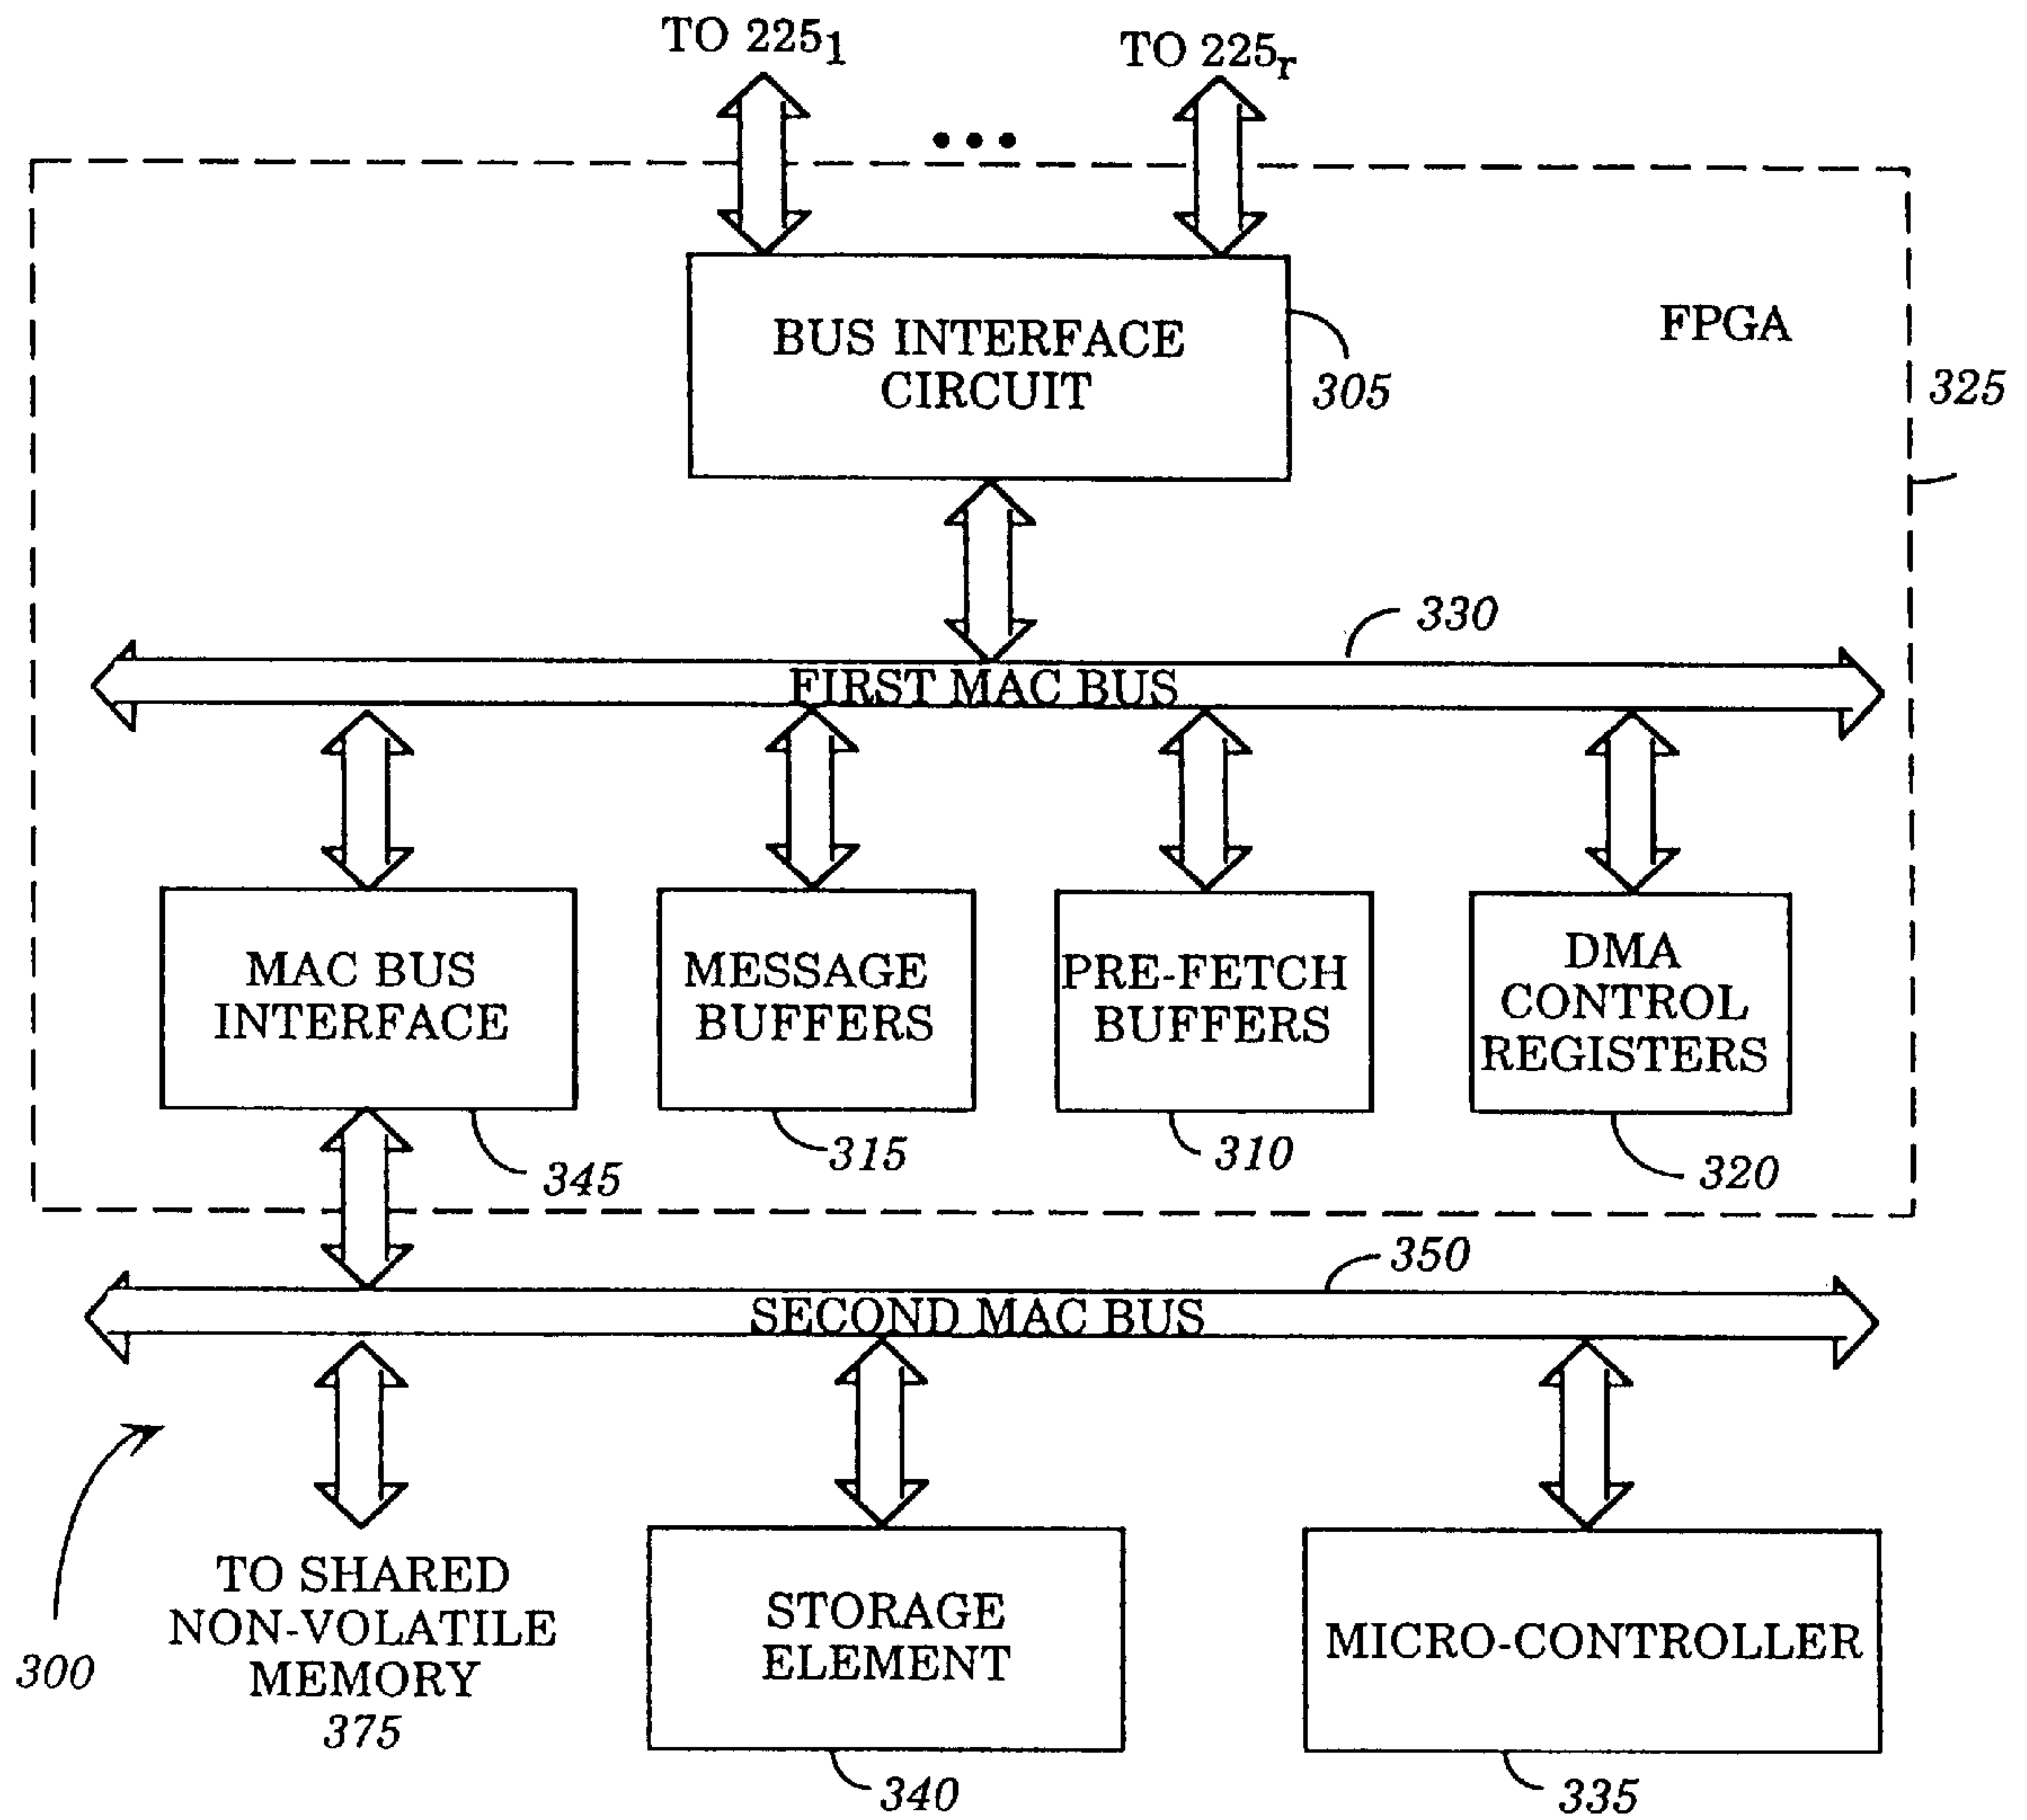 TO 225₁
TO 225ᵣ
•••
BUS INTERFACE
CIRCUIT
305
FPGA
325
330
FIRST MAC BUS
MAC BUS
INTERFACE
345
MESSAGE
BUFFERS
315
PRE-FETCH
BUFFERS
310
DMA
CONTROL
REGISTERS
320
350
SECOND MAC BUS
300
TO SHARED
NON-VOLATILE
MEMORY
375
STORAGE
ELEMENT
340
MICRO-CONTROLLER
335